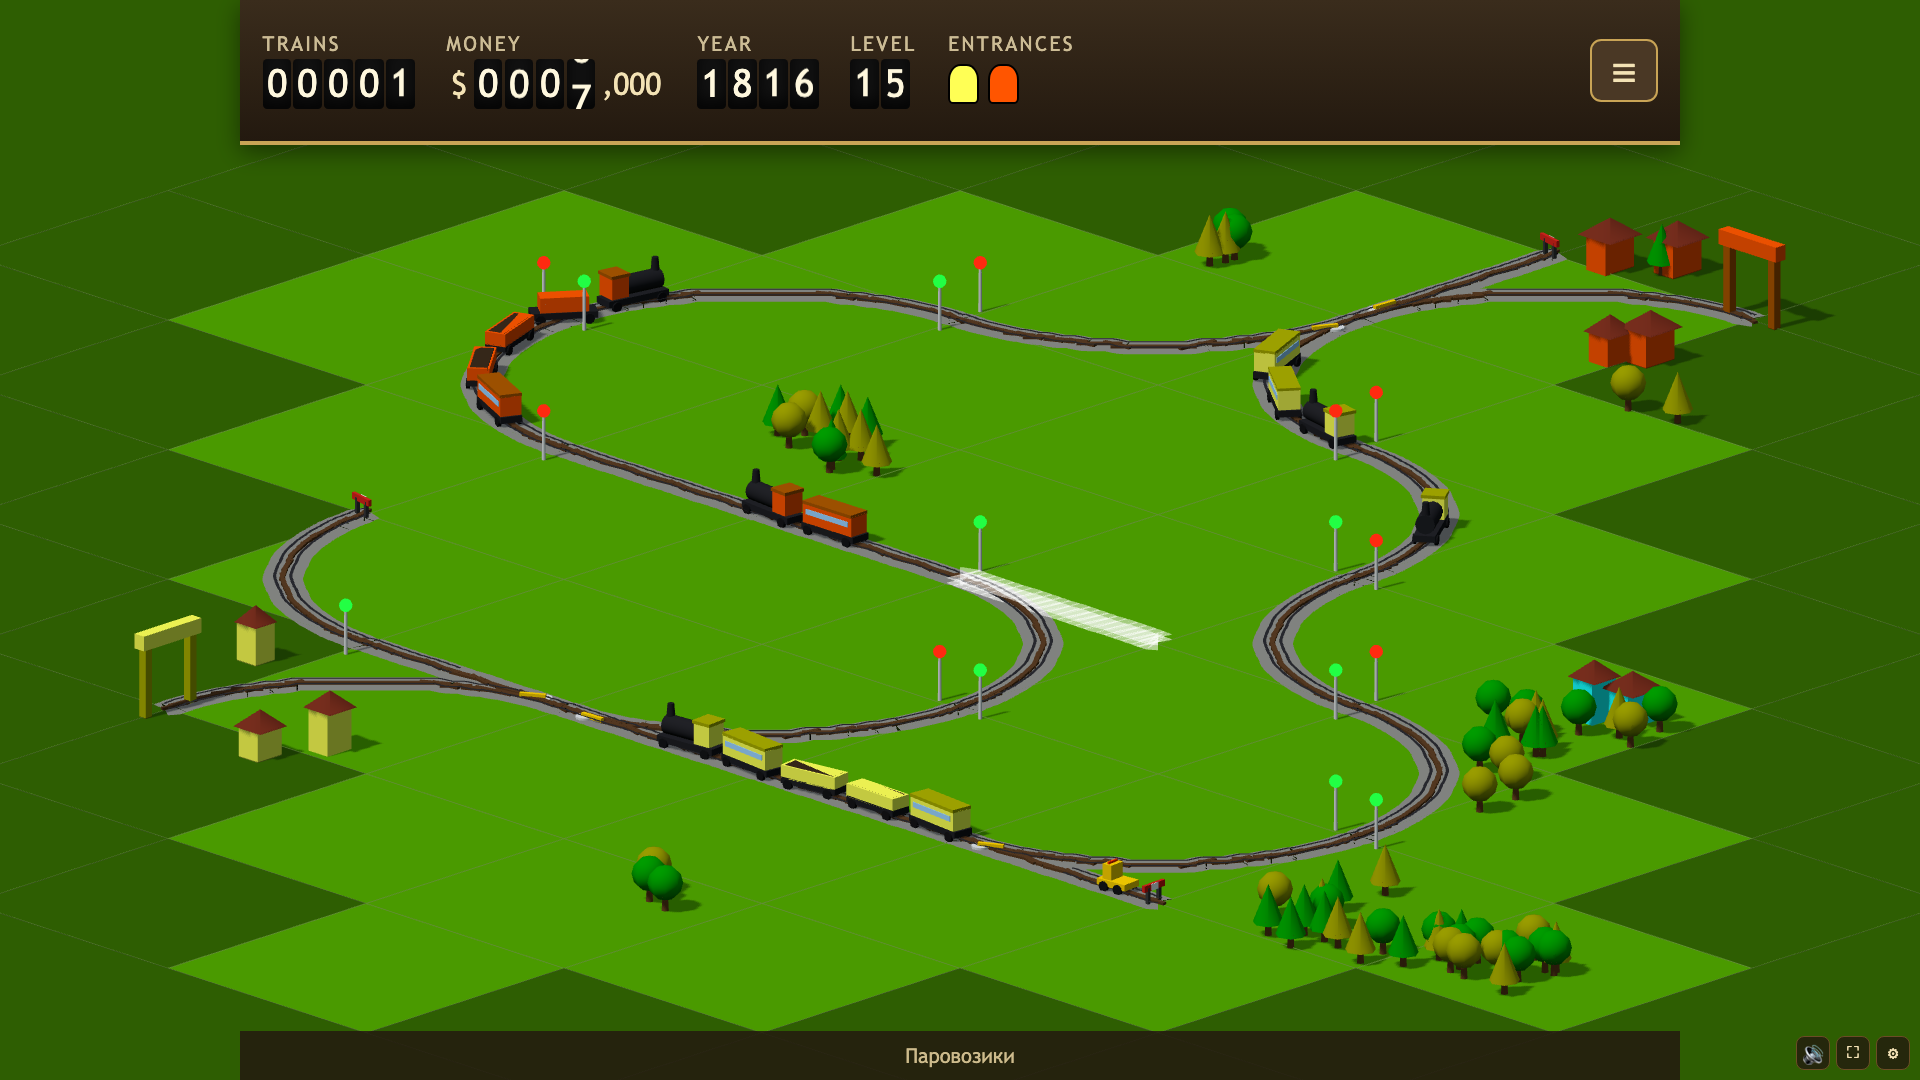 TRAINS
00001
MONEY
$ 0007,000
YEAR
1816
LEVEL
15
ENTRANCES
Паровозики